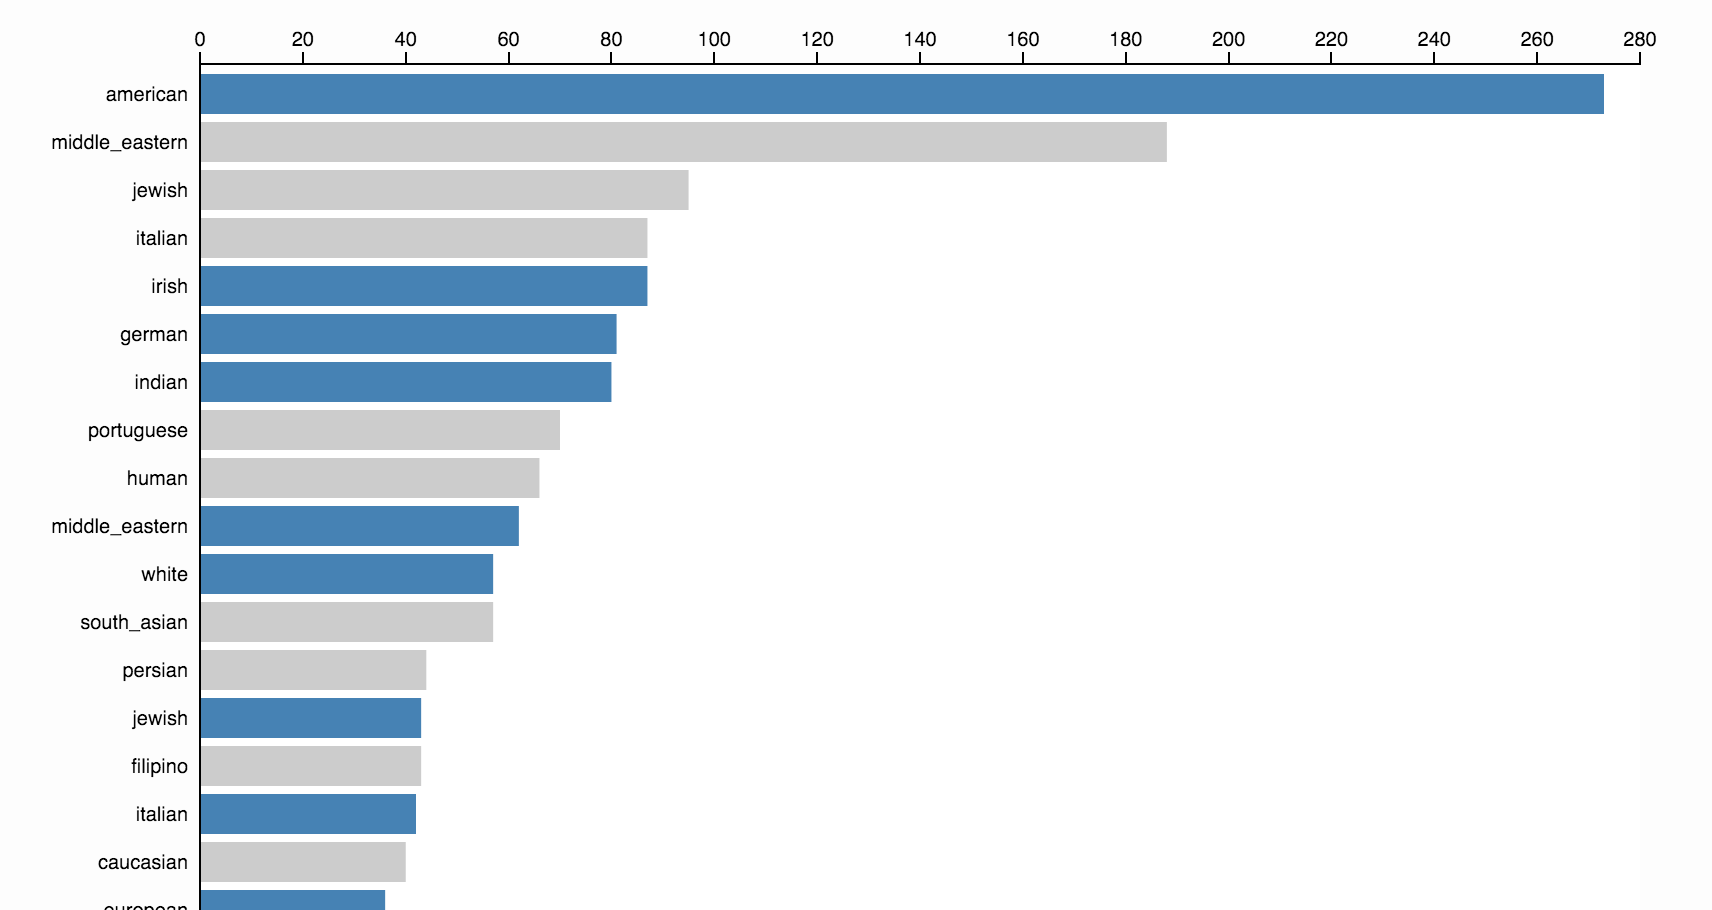 0 20 40 60 80 100 120 140 160 180 200 220 240 260 280
american
middle_eastern
jewish
italian
irish
german
indian
portuguese
human
middle_eastern
white
south_asian
persian
jewish
filipino
italian
caucasian
european